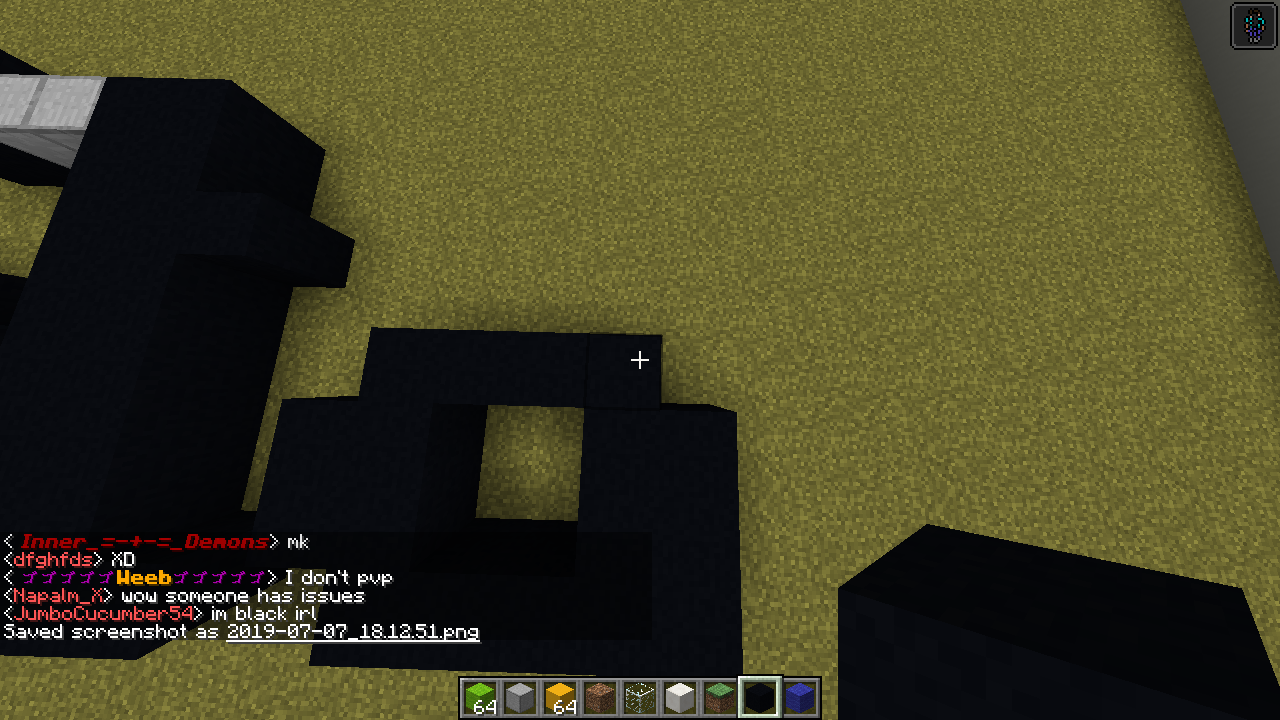 < Inner_=-+-=_Demons> mk
<dfghfds> XD
< ゴゴゴゴゴWeebゴゴゴゴゴ> I don't pvp
<Napalm_X> wow someone has issues
<JumboCucumber54> im black irl
Saved screenshot as 2019-07-07_18.12.51.png
64 64